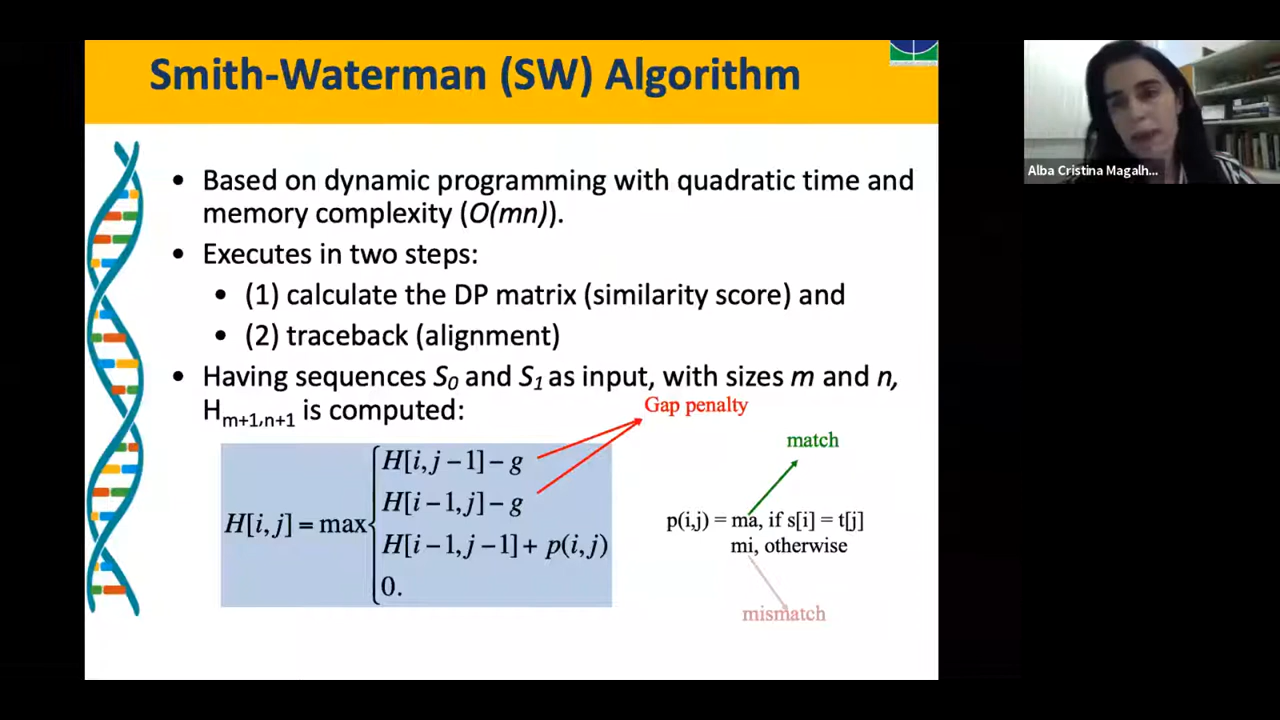 Smith-Waterman (SW) Algorithm
Alba Cristina Magalh...
• Based on dynamic programming with quadratic time and
memory complexity (O(mn)).
• Executes in two steps:
• (1) calculate the DP matrix (similarity score) and
• (2) traceback (alignment)
• Having sequences S₀ and S₁ as input, with sizes m and n,
Hₘ₊₁,ₙ₊₁ is computed:
Gap penalty
H[i, j] = max{
H[i, j − 1] − g
H[i − 1, j] − g
H[i − 1, j − 1] + p(i, j)
0.
match
p(i,j) = ma, if s[i] = t[j]
mi, otherwise
mismatch